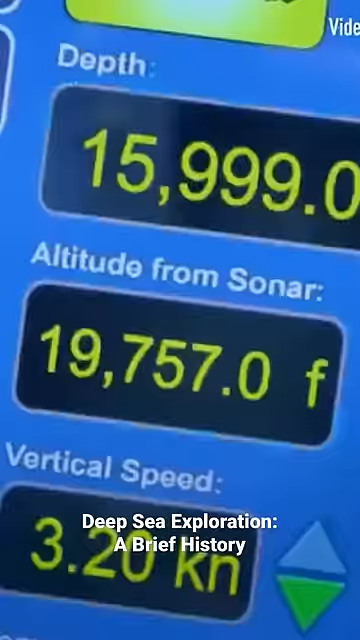 Vide
Depth:
15,999.0
Altitude from Sonar:
19,757.0 f
Vertical Speed:
3.20 kn
Deep Sea Exploration:
A Brief History